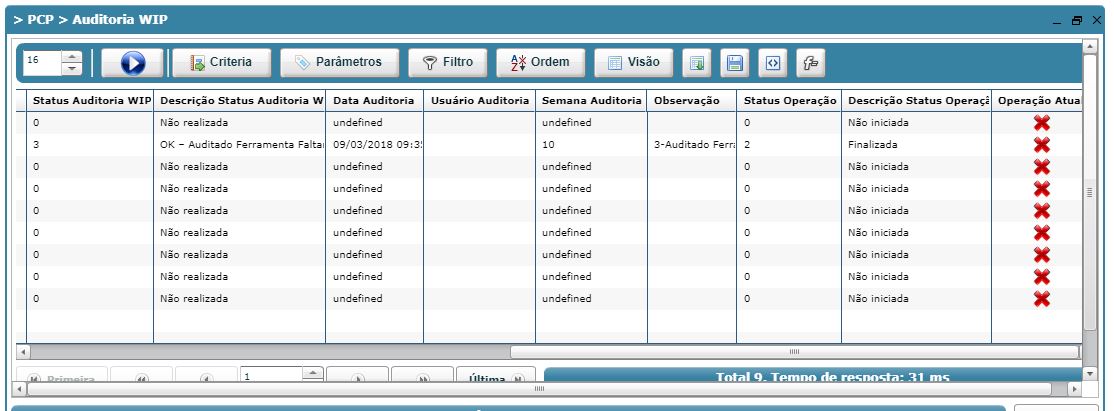 > PCP > Auditoria WIP
16 Criteria Parâmetros Filtro Ordem Visão
Status Auditoria WIP Descrição Status Auditoria W Data Auditoria Usuário Auditoria Semana Auditoria Observação Status Operação Descrição Status Operaçã Operação Atual
0 Não realizada undefined undefined 0 Não iniciada
3 OK – Auditado Ferramenta Faltan 09/03/2018 09:3 10 3-Auditado Ferra 2 Finalizada
0 Não realizada undefined undefined 0 Não iniciada
0 Não realizada undefined undefined 0 Não iniciada
0 Não realizada undefined undefined 0 Não iniciada
0 Não realizada undefined undefined 0 Não iniciada
0 Não realizada undefined undefined 0 Não iniciada
0 Não realizada undefined undefined 0 Não iniciada
0 Não realizada undefined undefined 0 Não iniciada
Primeira 1 Última Total 9. Tempo de resposta: 31 ms